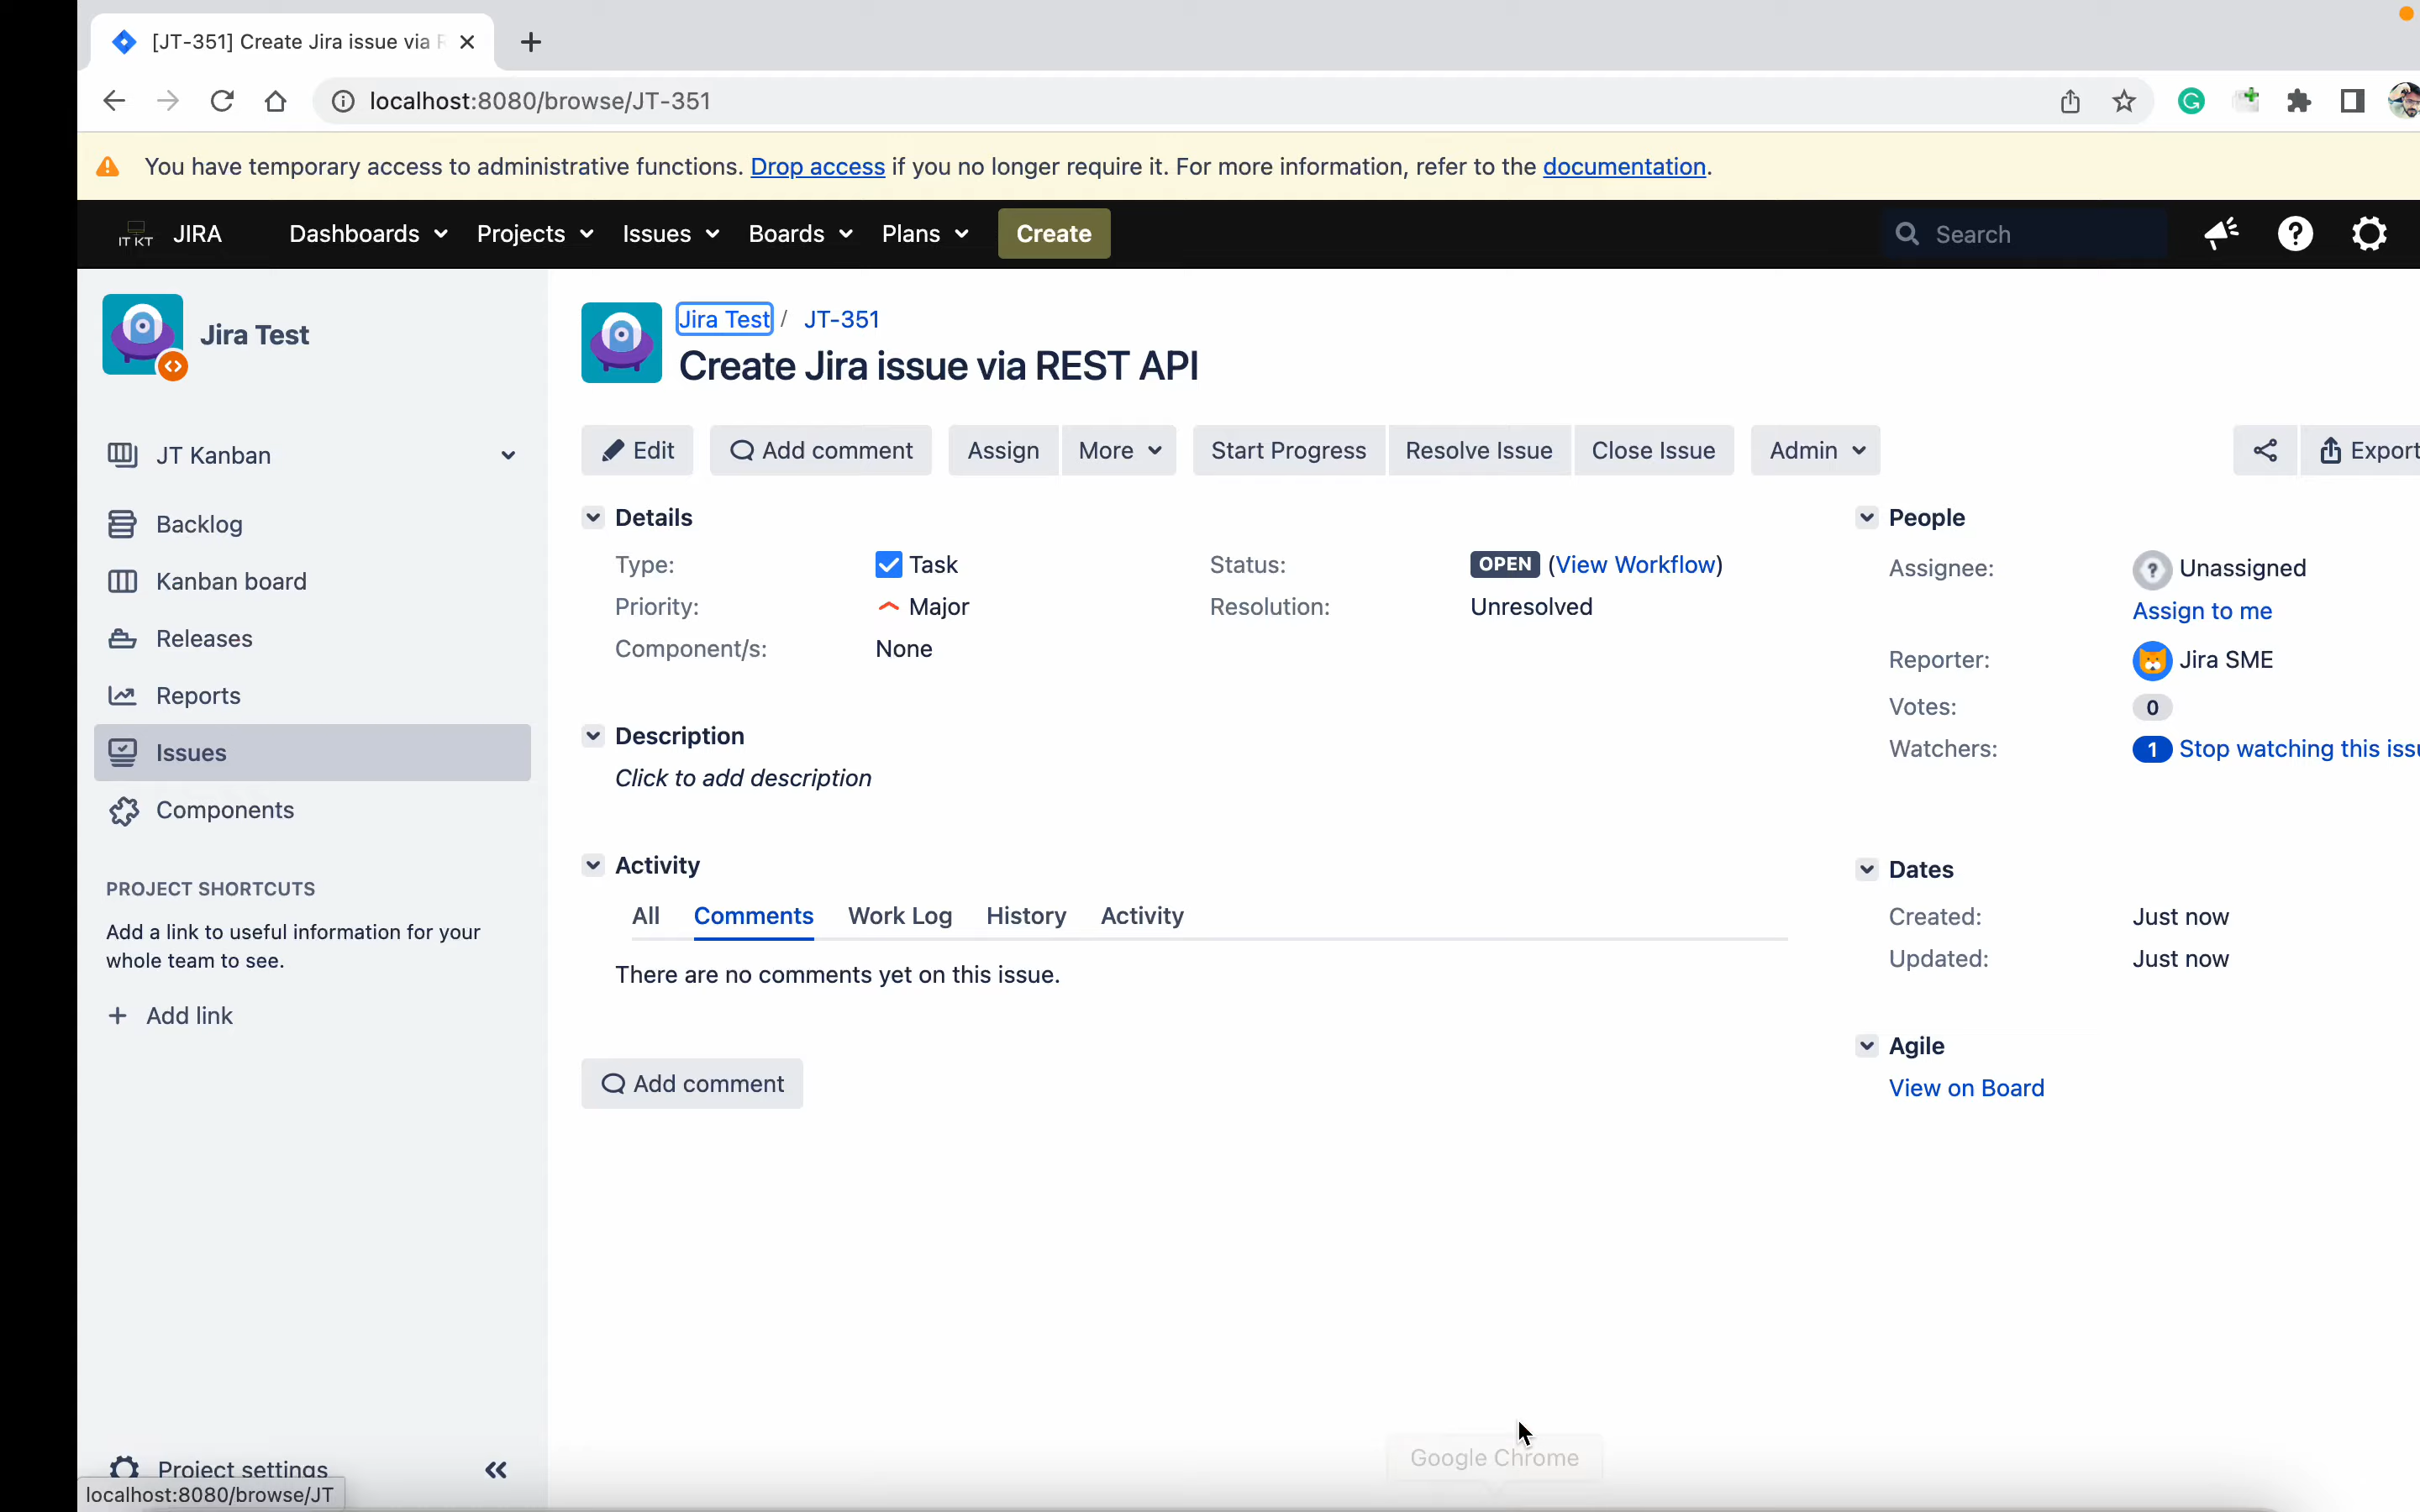 [JT-351] Create Jira issue via R
localhost:8080/browse/JT-351
You have temporary access to administrative functions. Drop access if you no longer require it. For more information, refer to the documentation.
IT KT JIRA Dashboards Projects Issues Boards Plans Create Search
Jira Test
Jira Test / JT-351
Create Jira issue via REST API
JT Kanban
Backlog
Kanban board
Releases
Reports
Issues
Components
PROJECT SHORTCUTS
Add a link to useful information for your
whole team to see.
+ Add link
Project settings
localhost:8080/browse/JT
Edit Add comment Assign More Start Progress Resolve Issue Close Issue Admin Export
Details
Type: Task Status: OPEN (View Workflow)
Priority: Major Resolution: Unresolved
Component/s: None
Description
Click to add description
Activity
All Comments Work Log History Activity
There are no comments yet on this issue.
Add comment
People
Assignee: Unassigned
Assign to me
Reporter: Jira SME
Votes: 0
Watchers: 1 Stop watching this issu
Dates
Created: Just now
Updated: Just now
Agile
View on Board
Google Chrome